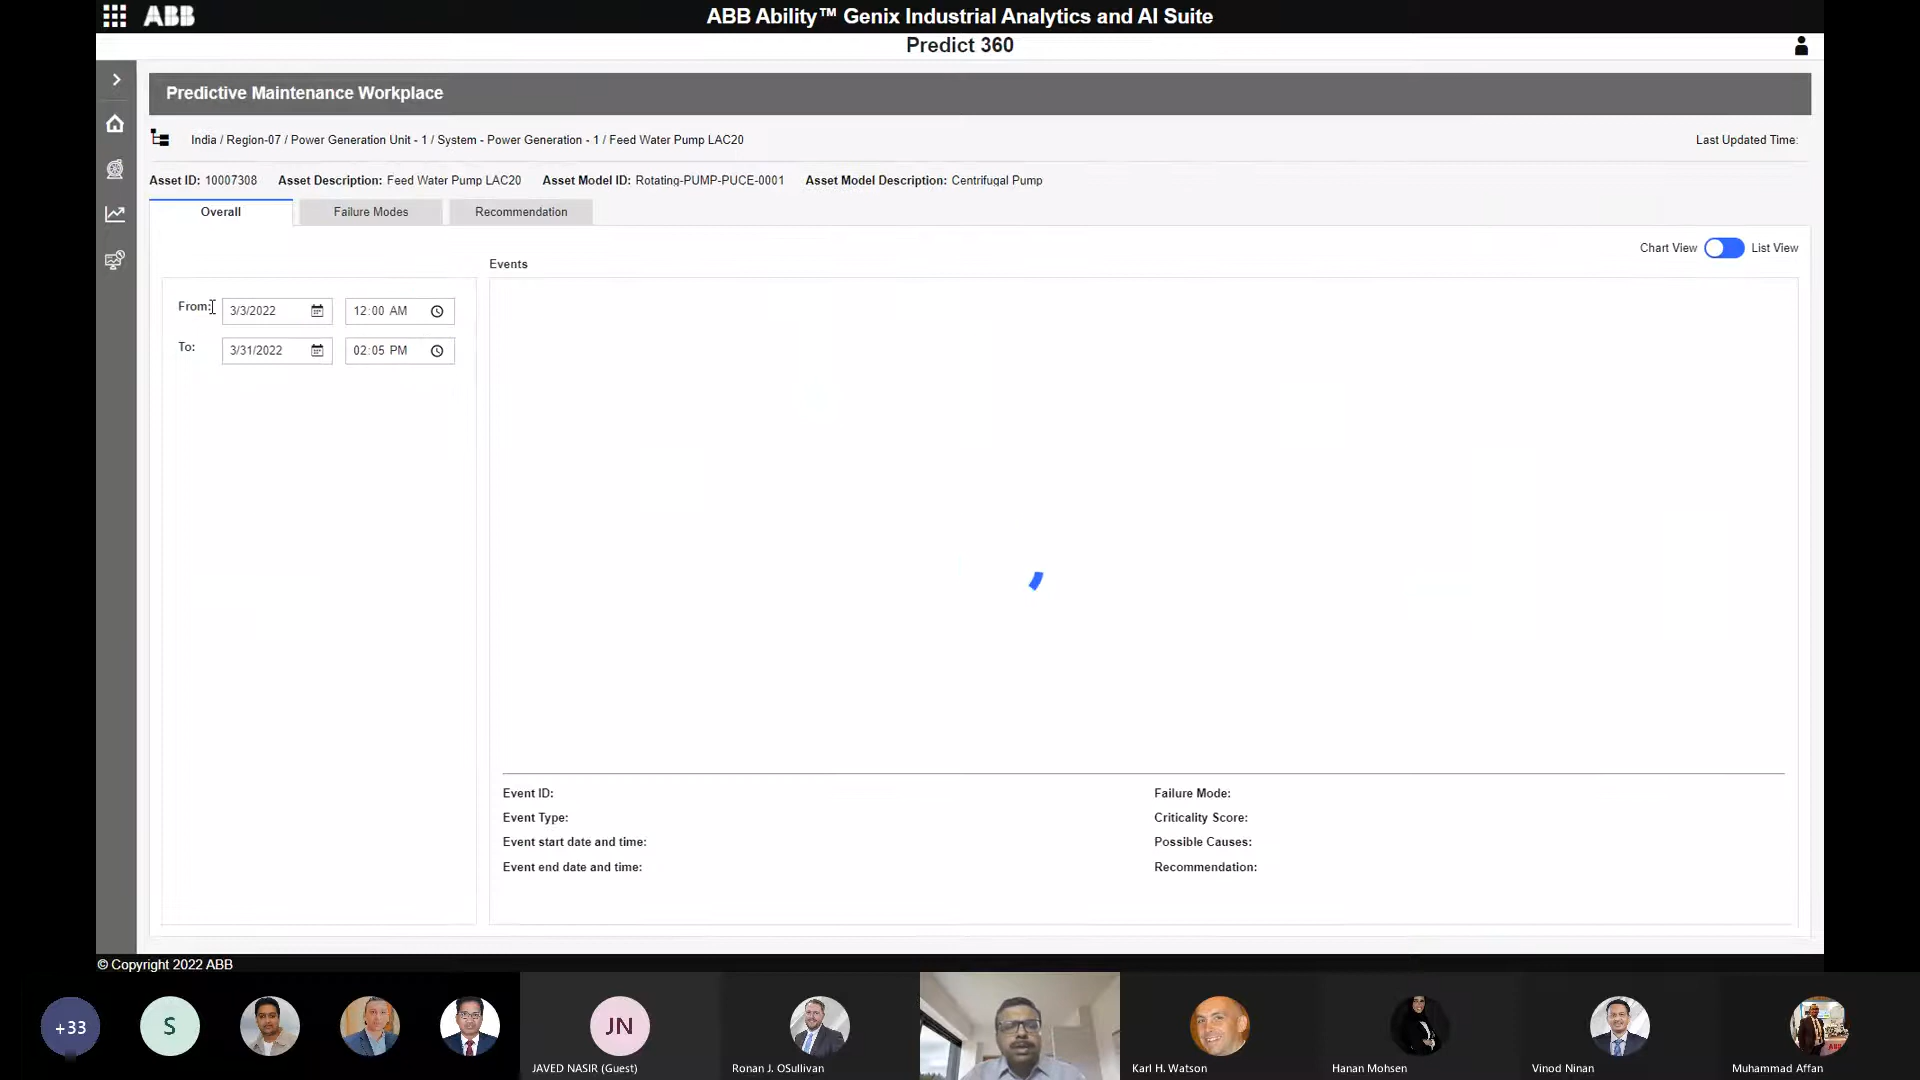 ABB
ABB Ability™ Genix Industrial Analytics and AI Suite
Predict 360
Predictive Maintenance Workplace
India / Region-07 / Power Generation Unit - 1 / System - Power Generation - 1 / Feed Water Pump LAC20
Last Updated Time:
Asset ID: 10007308 Asset Description: Feed Water Pump LAC20 Asset Model ID: Rotating-PUMP-PUCE-0001 Asset Model Description: Centrifugal Pump
Overall Failure Modes Recommendation
Chart View List View
Events
From: 3/3/2022 12:00 AM
To: 3/31/2022 02:05 PM
Event ID:
Event Type:
Event start date and time:
Event end date and time:
Failure Mode:
Criticality Score:
Possible Causes:
Recommendation:
© Copyright 2022 ABB
+33
S
JN
JAVED NASIR (Guest)
Ronan J. OSullivan
Karl H. Watson
Hanan Mohsen
Vinod Ninan
Muhammad Affan